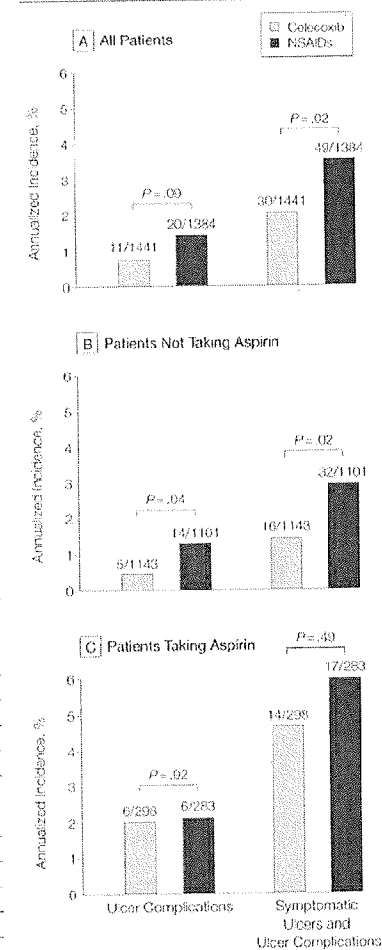 Celecoxib
NSAIDs
A All Patients
Annualized Incidence, %
6
5
4
3
2
1
0
P = .09
11/1441
20/1384
P = .02
30/1441
49/1384
B Patients Not Taking Aspirin
Annualized Incidence, %
6
5
4
3
2
1
0
P = .04
5/1143
14/1101
P = .02
16/1143
32/1101
C Patients Taking Aspirin
Annualized Incidence, %
6
5
4
3
2
1
0
P = .92
6/298
6/283
P = .49
14/298
17/283
Ulcer Complications
Symptomatic
Ulcers and
Ulcer Complications